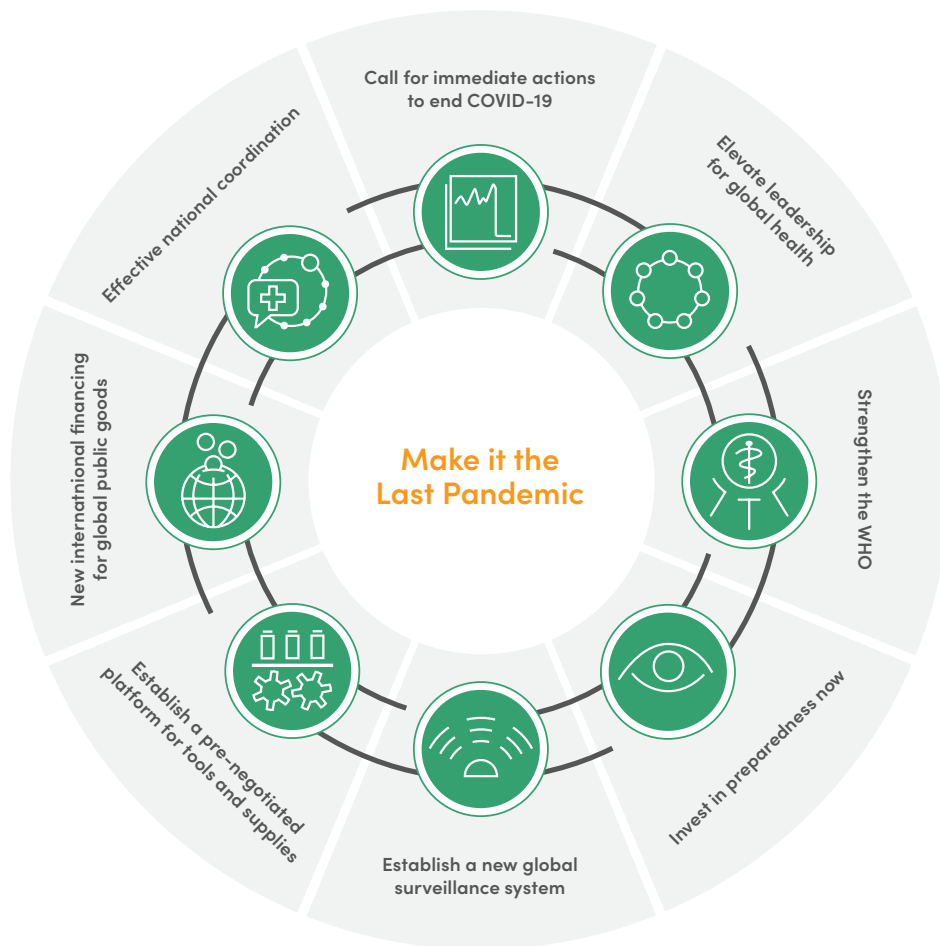 Call for immediate actions
to end COVID-19
Elevate leadership
for global health
Strengthen the WHO
Invest in preparedness now
Establish a new global
surveillance system
Establish a pre-negotiated
platform for tools and supplies
New internathional financing
for global public goods
Effective national coordination
Make it the
Last Pandemic